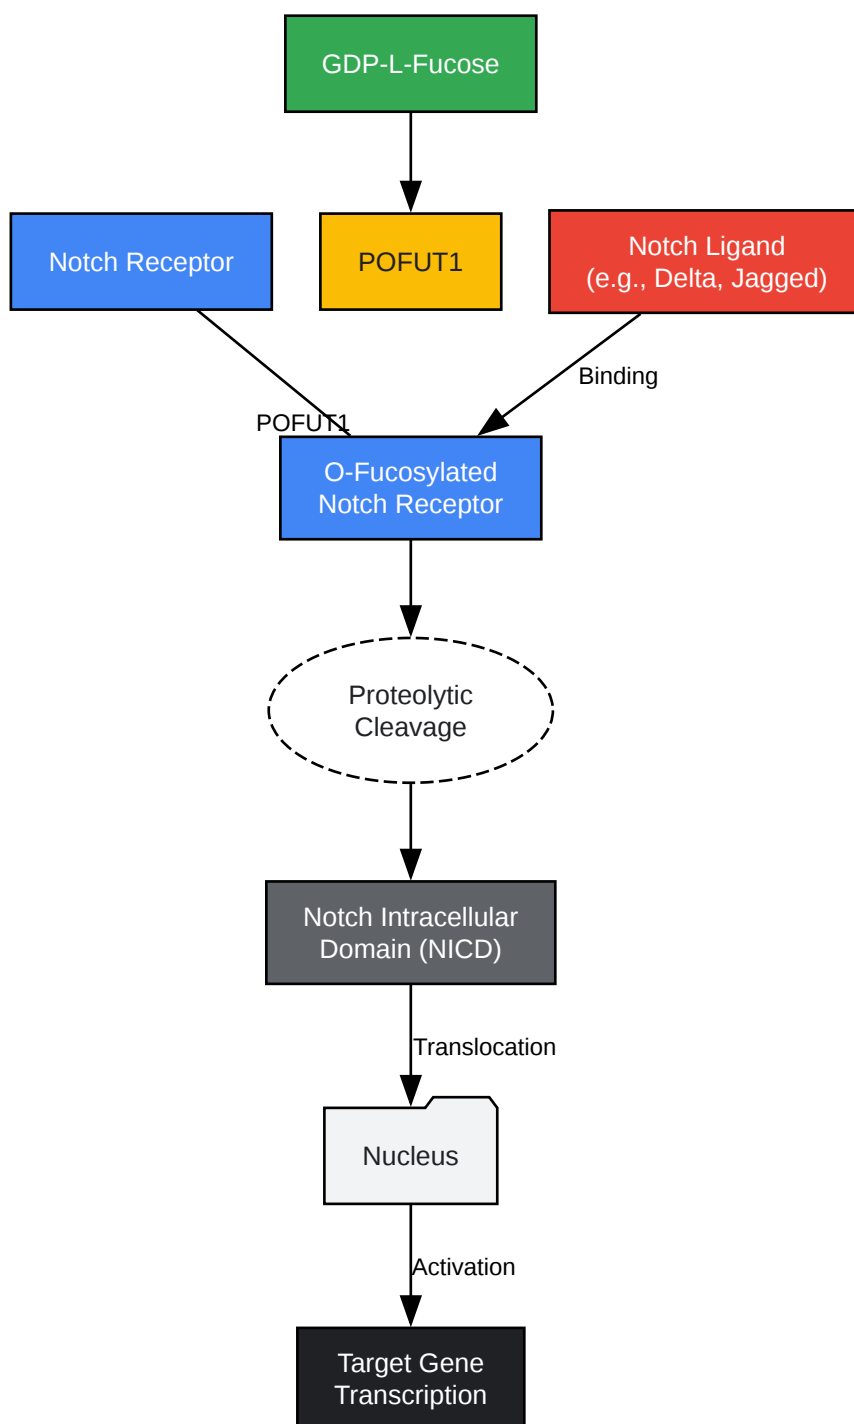 GDP-L-Fucose
Notch Receptor
POFUT1
Notch Ligand
(e.g., Delta, Jagged)
Binding
POFUT1
O-Fucosylated
Notch Receptor
Proteolytic
Cleavage
Notch Intracellular
Domain (NICD)
Translocation
Nucleus
Activation
Target Gene
Transcription